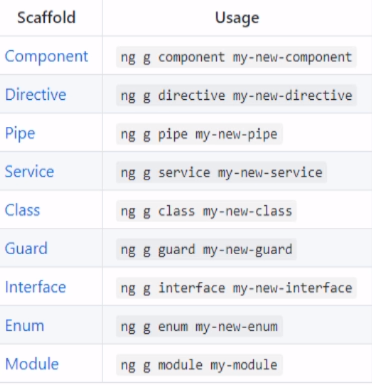 Scaffold Usage
Component ng g component my-new-component
Directive ng g directive my-new-directive
Pipe ng g pipe my-new-pipe
Service ng g service my-new-service
Class ng g class my-new-class
Guard ng g guard my-new-guard
Interface ng g interface my-new-interface
Enum ng g enum my-new-enum
Module ng g module my-module